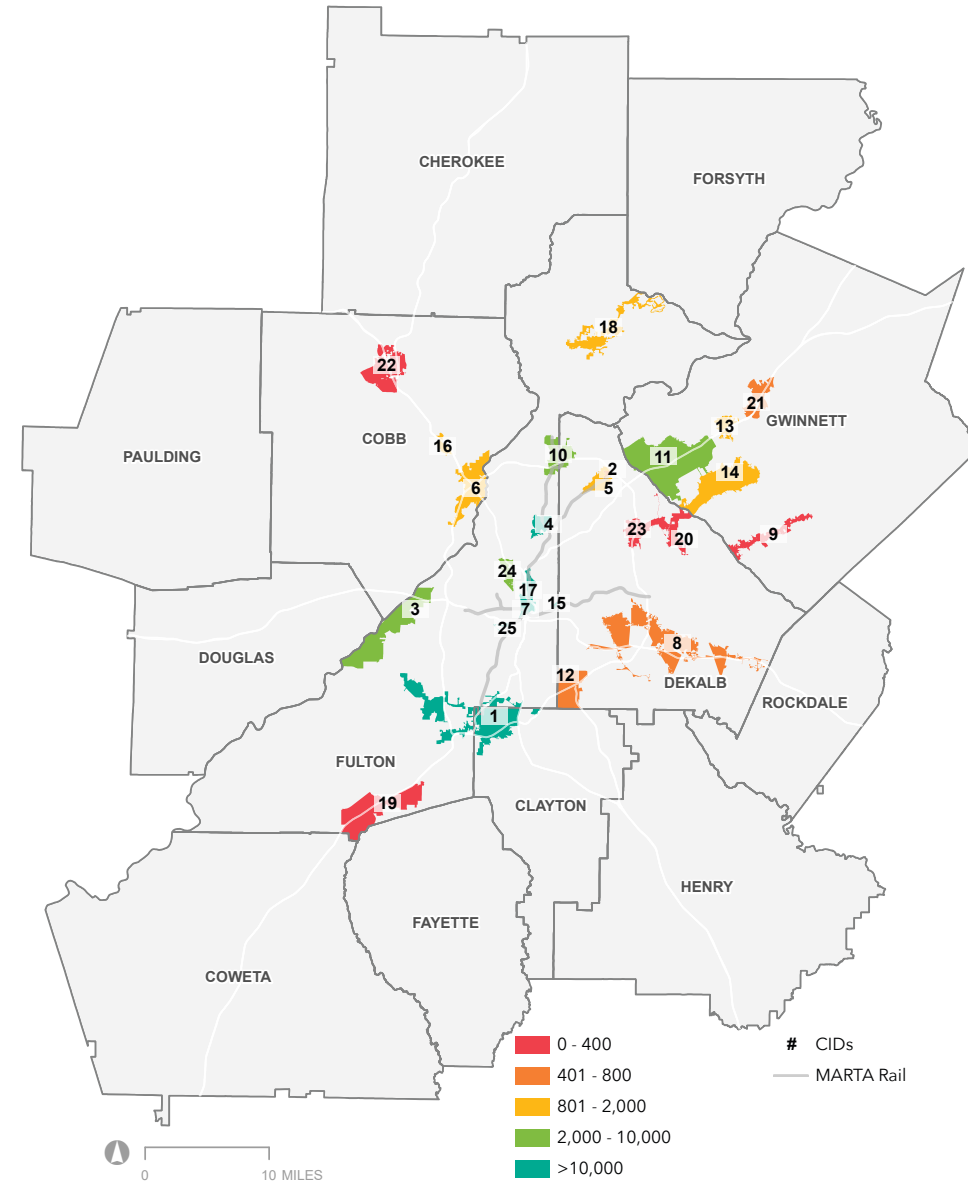 CHEROKEE
FORSYTH
18
22
21
GWINNETT
13
COBB
16
PAULDING
10
11
2
14
6
5
4
23
9
20
24
17
15
3
7
25
8
DOUGLAS
12
DEKALB
ROCKDALE
1
FULTON
19
CLAYTON
HENRY
FAYETTE
COWETA
0 - 400
# CIDs
401 - 800
MARTA Rail
801 - 2,000
2,000 - 10,000
>10,000
0 10 MILES